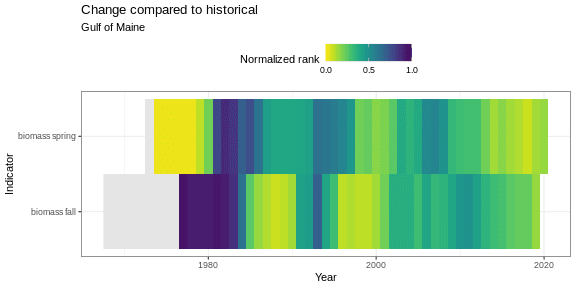 Change compared to historical
Gulf of Maine
Normalized rank
0.0 0.5 1.0
biomass spring
biomass fall
Indicator
1980 2000 2020
Year